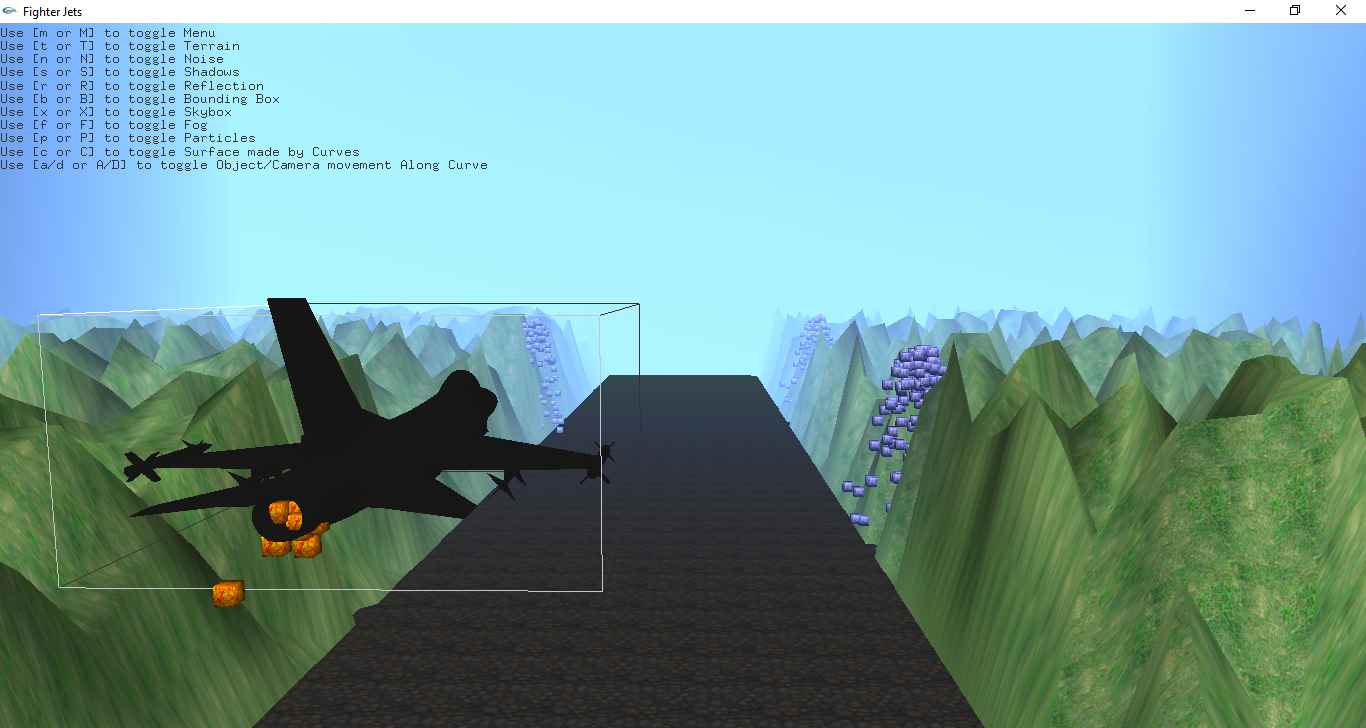 Fighter Jets
Use [m or M] to toggle Menu
Use [t or T] to toggle Terrain
Use [n or N] to toggle Noise
Use [s or S] to toggle Shadows
Use [r or R] to toggle Reflection
Use [b or B] to toggle Bounding Box
Use [x or X] to toggle Skybox
Use [f or F] to toggle Fog
Use [p or P] to toggle Particles
Use [c or C] to toggle Surface made by Curves
Use [a/d or A/D] to toggle Object/Camera movement Along Curve